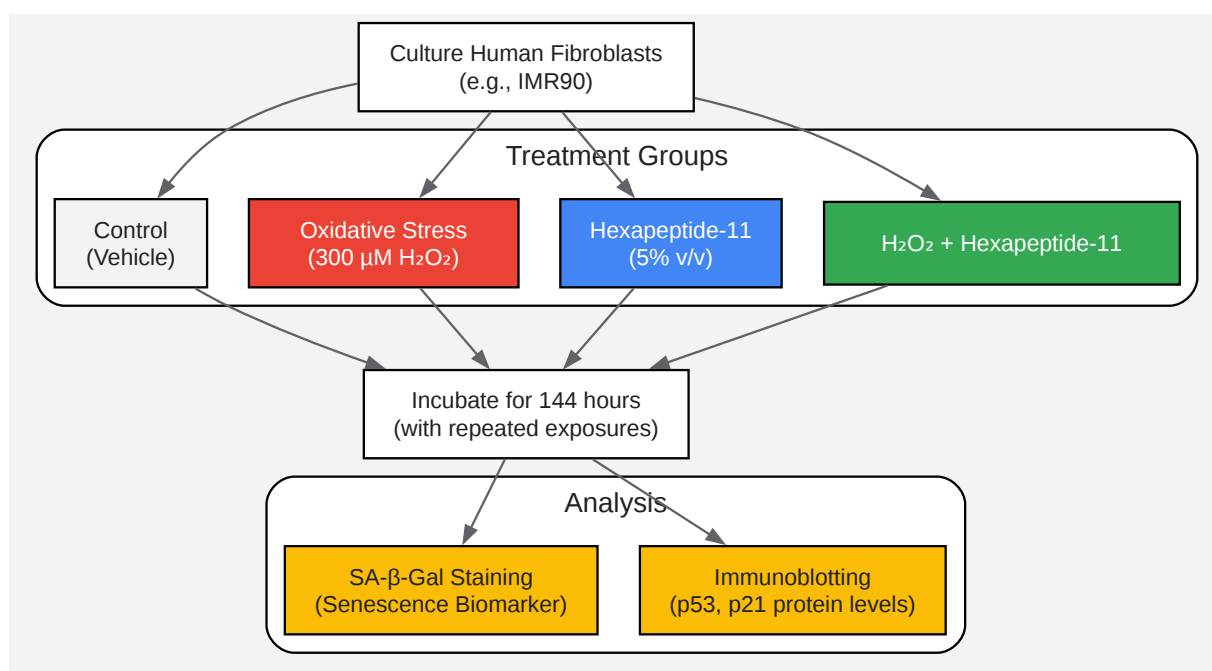 Culture Human Fibroblasts
(e.g., IMR90)
Treatment Groups
Control
(Vehicle)
Oxidative Stress
(300 µM H₂O₂)
Hexapeptide-11
(5% v/v)
H₂O₂ + Hexapeptide-11
Incubate for 144 hours
(with repeated exposures)
Analysis
SA-β-Gal Staining
(Senescence Biomarker)
Immunoblotting
(p53, p21 protein levels)